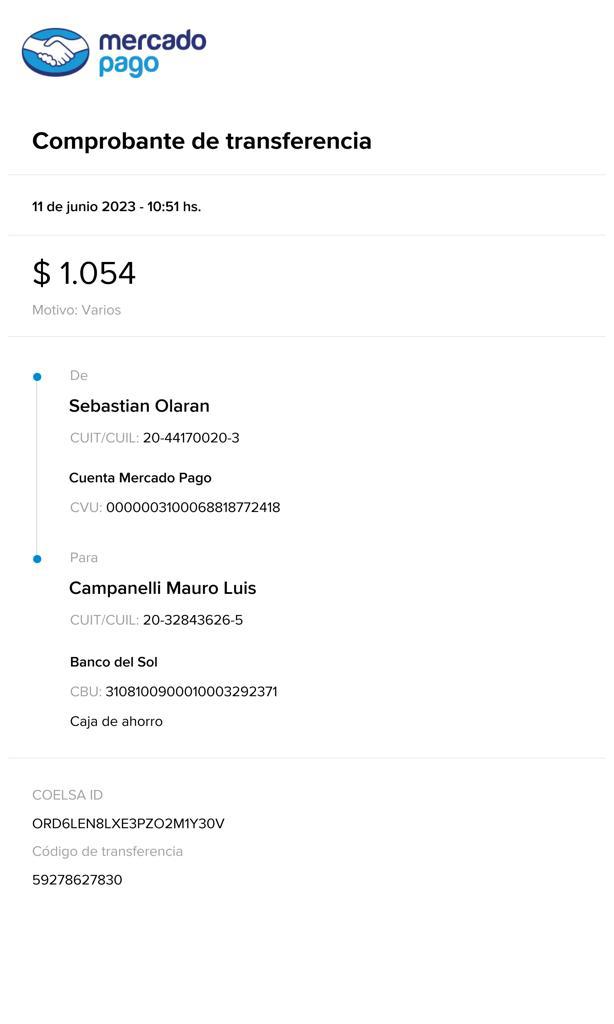 mercado
pago
Comprobante de transferencia
11 de junio 2023 - 10:51 hs.
$ 1.054
Motivo: Varios
De
Sebastian Olaran
CUIT/CUIL: 20-44170020-3
Cuenta Mercado Pago
CVU: 0000003100068818772418
Para
Campanelli Mauro Luis
CUIT/CUIL: 20-32843626-5
Banco del Sol
CBU: 3108100900010003292371
Caja de ahorro
COELSA ID
ORD6LEN8LXE3PZO2M1Y30V
Código de transferencia
59278627830